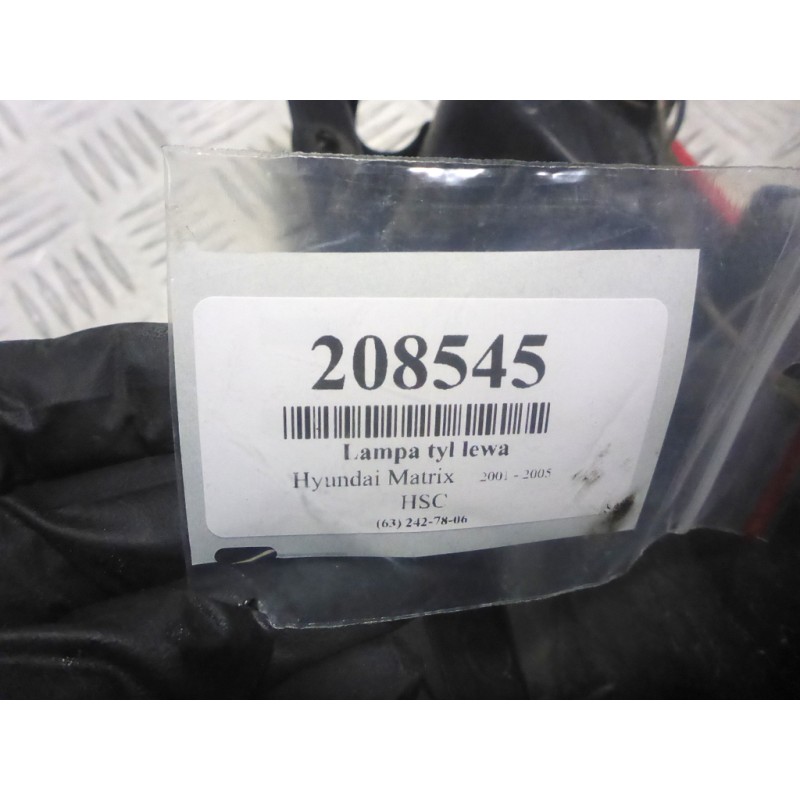 208545
Lampa tyl lewa
Hyundai Matrix 2001 - 2005
HSC
(63) 242-78-06